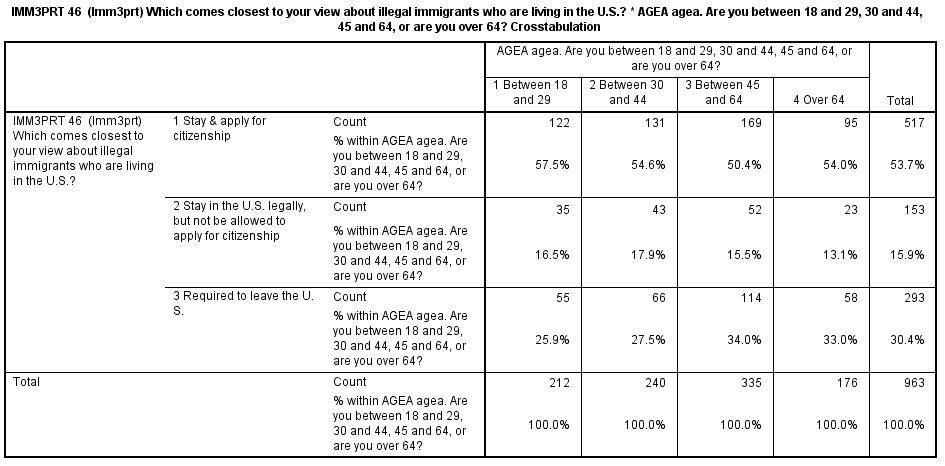 IMM3PRT 46 (Imm3prt) Which comes closest to your view about illegal immigrants who are living in the U.S.? * AGEA agea. Are you between 18 and 29, 30 and 44,
45 and 64, or are you over 64? Crosstabulation
AGEA agea. Are you between 18 and 29, 30 and 44, 45 and 64, or
are you over 64?
1 Between 18
and 29
2 Between 30
and 44
3 Between 45
and 64
4 Over 64
Total
IMM3PRT 46 (Imm3prt)
Which comes closest to
your view about illegal
immigrants who are living
in the U.S.?
1 Stay & apply for
citizenship
Count
122 131 169 95 517
% within AGEA agea. Are
you between 18 and 29,
30 and 44, 45 and 64, or
are you over 64?
57.5% 54.6% 50.4% 54.0% 53.7%
2 Stay in the U.S. legally,
but not be allowed to
apply for citizenship
Count
35 43 52 23 153
% within AGEA agea. Are
you between 18 and 29,
30 and 44, 45 and 64, or
are you over 64?
16.5% 17.9% 15.5% 13.1% 15.9%
3 Required to leave the U.
S.
Count
55 66 114 58 293
% within AGEA agea. Are
you between 18 and 29,
30 and 44, 45 and 64, or
are you over 64?
25.9% 27.5% 34.0% 33.0% 30.4%
Total
Count
212 240 335 176 963
% within AGEA agea. Are
you between 18 and 29,
30 and 44, 45 and 64, or
are you over 64?
100.0% 100.0% 100.0% 100.0% 100.0%